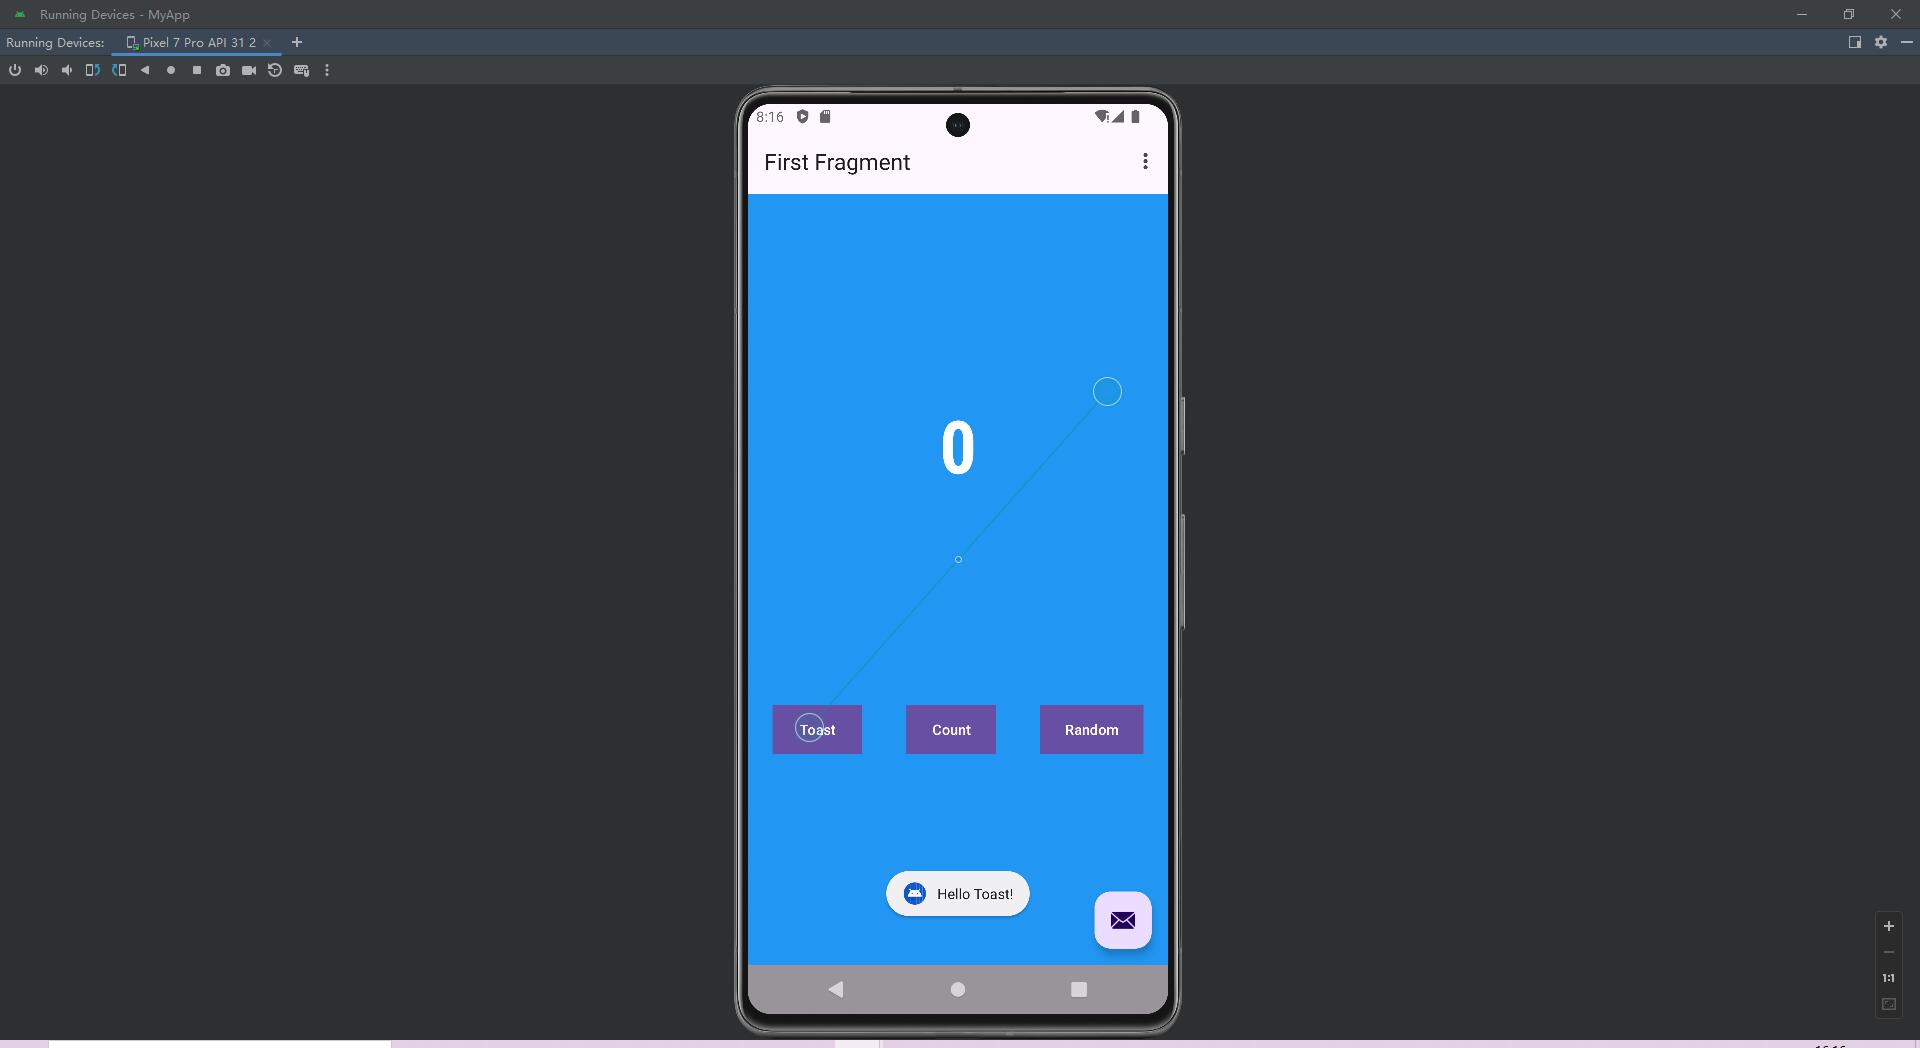 Running Devices - MyApp
Running Devices: Pixel 7 Pro API 31 2
8:16
First Fragment
0
Toast Count Random
Hello Toast!
1:1